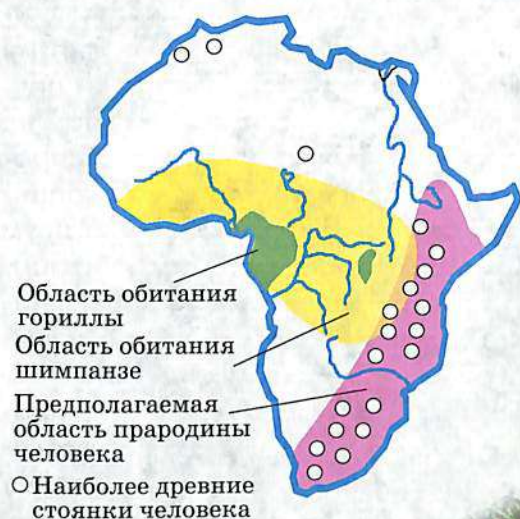 Область обитания
гориллы
Область обитания
шимпанзе
Предполагаемая
область прародины
человека
Наиболее древние
стоянки человека